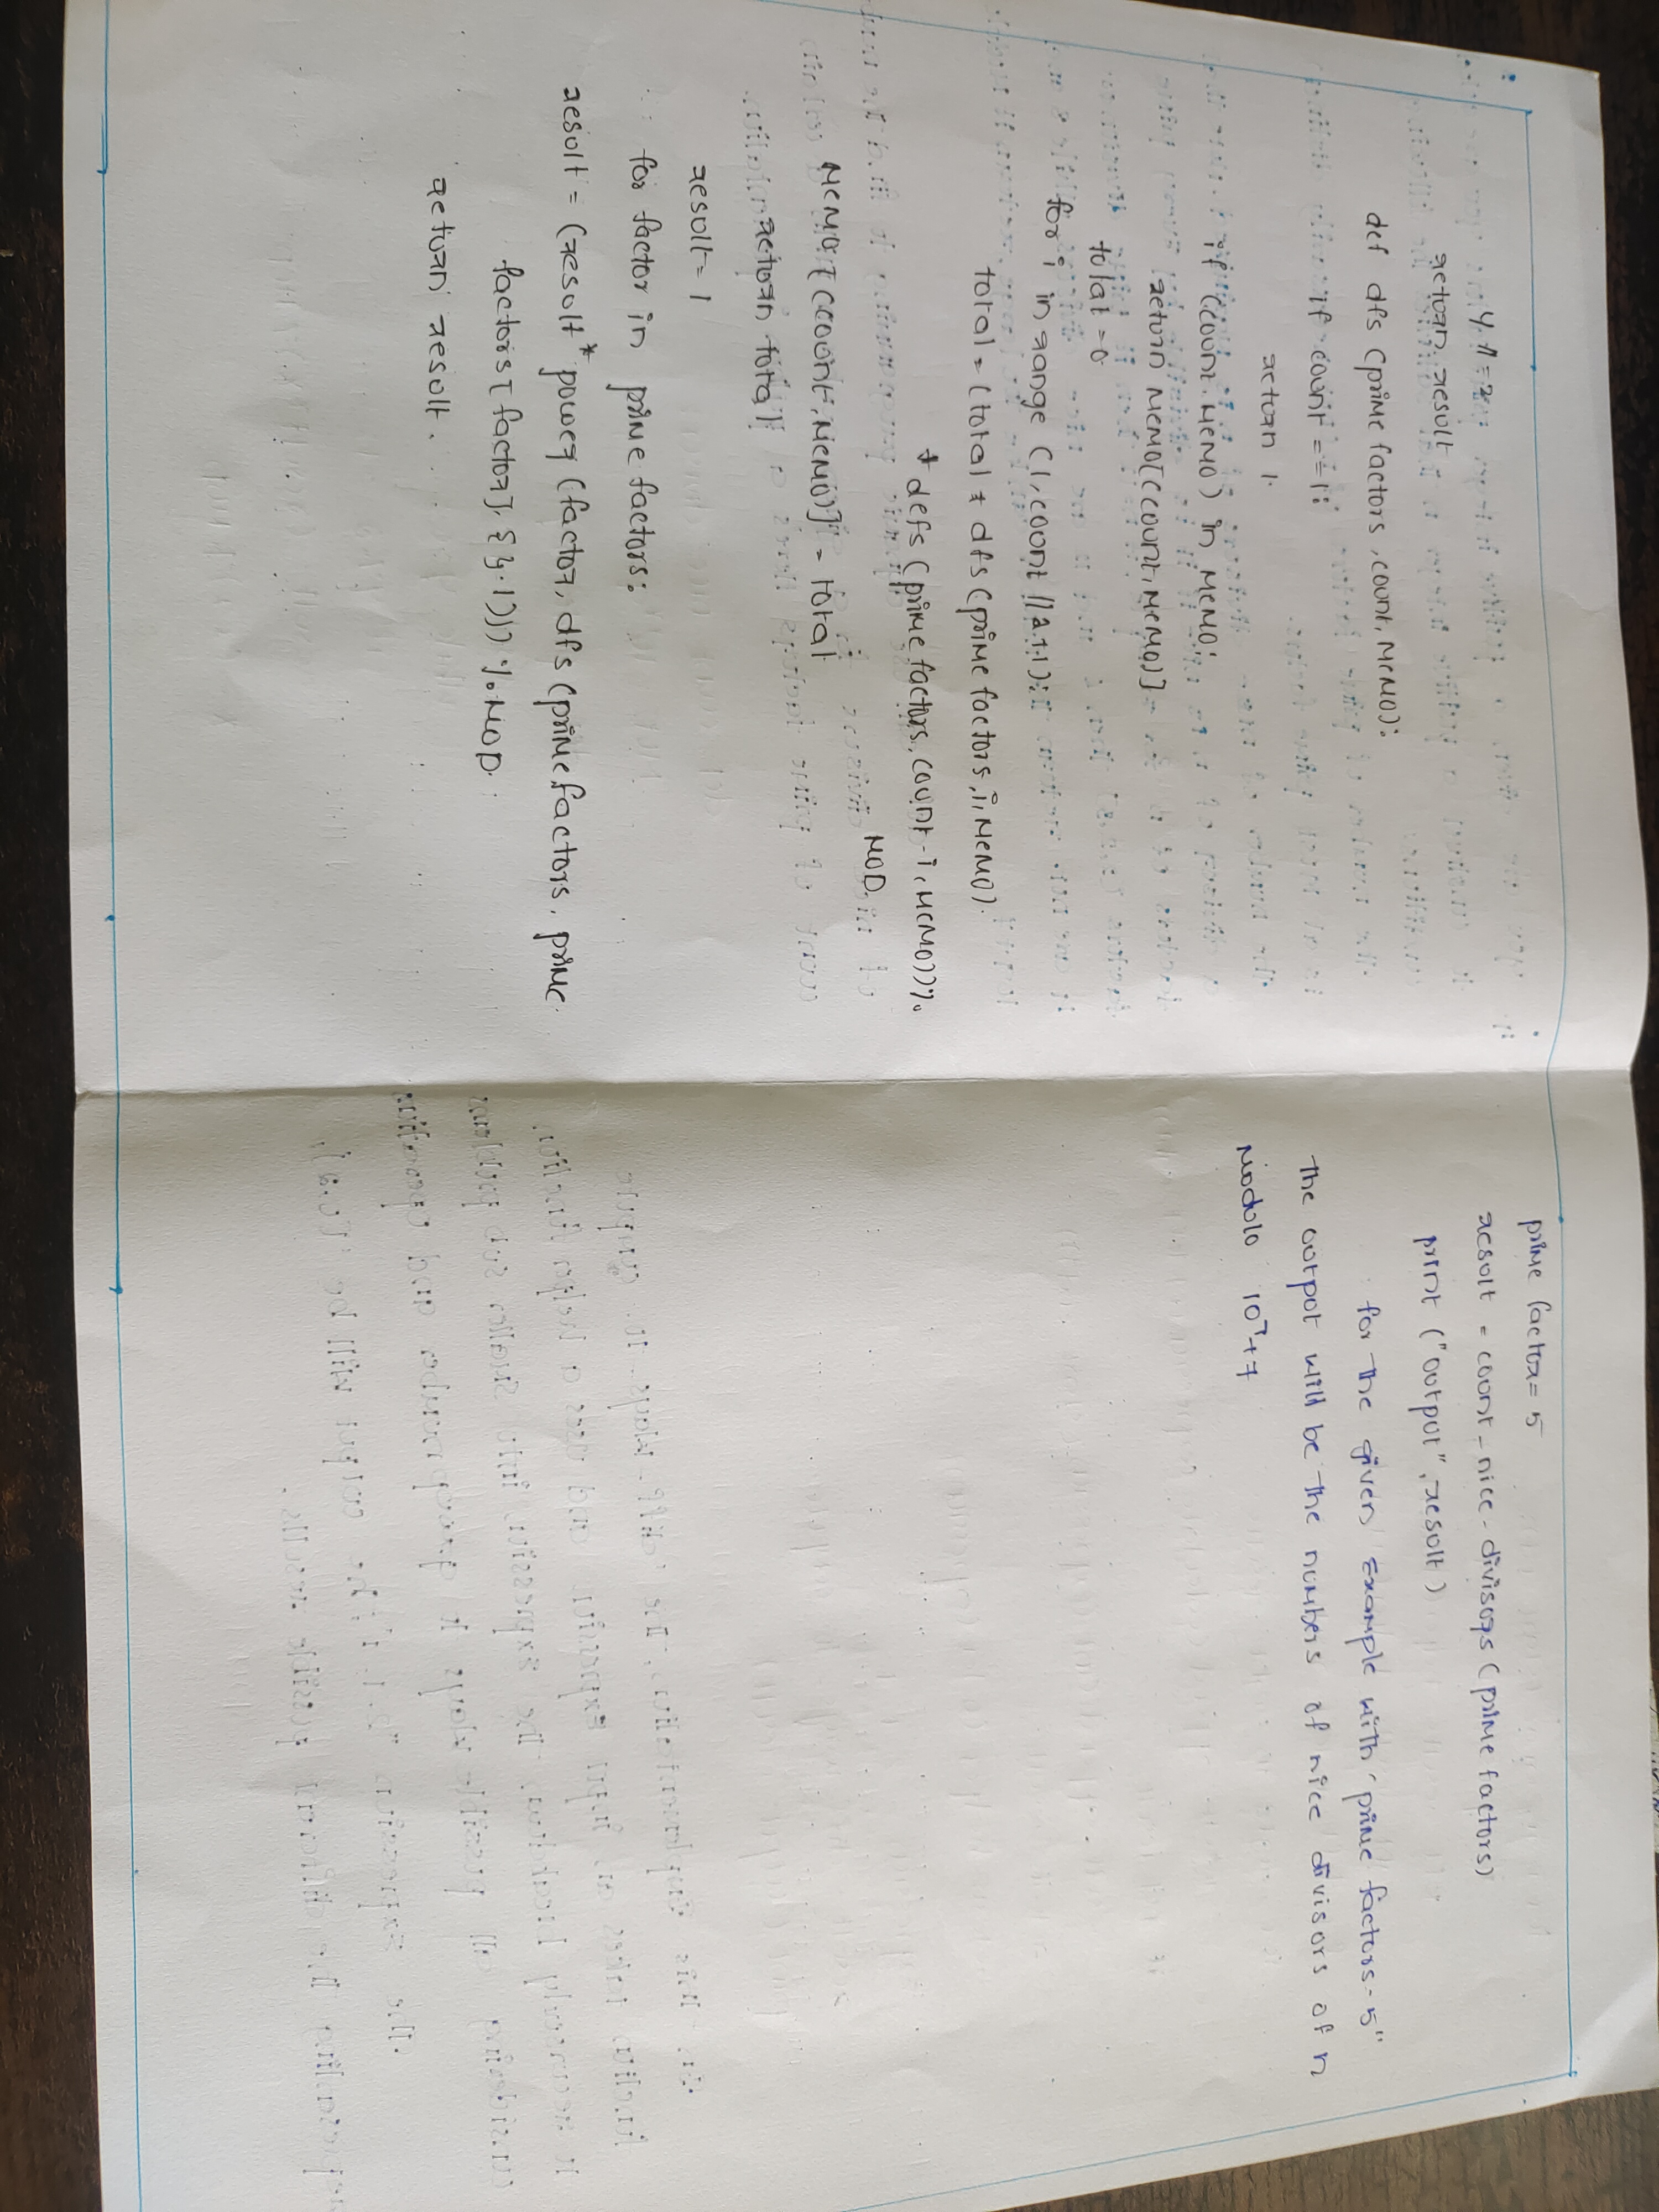 y // = 2
return result
def dfs (prime factors, count, memo):
if count == 1:
return 1.
if (count. memo) in memo:
return memo[(count, memo)]
total = 0
for i in range (1, count // 2+1):
total = (total + dfs (prime factors, i, memo).
* defs (prime factors, count-i, memo))%
MOD
memo[(count, memo)] = total
return total
result = 1
for factor in prime factors:
result = (result * power (factor, dfs (prime factors, prime
factors[factor], {}, 1))) % MOD.
return result.
prime factor = 5
result = count-nice-divisors (prime factors)
print ("output", result)
for the given example with "prime factors - 5"
The output will be the numbers of nice divisors of n
modulo 10^7+7